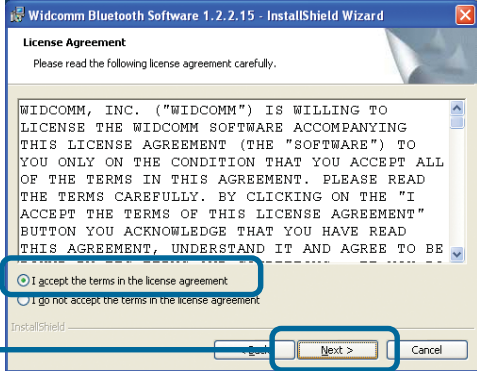 Widcomm Bluetooth Software 1.2.2.15 - InstallShield Wizard
License Agreement
Please read the following license agreement carefully.
WIDCOMM, INC. ("WIDCOMM") IS WILLING TO
LICENSE THE WIDCOMM SOFTWARE ACCOMPANYING
THIS LICENSE AGREEMENT (THE "SOFTWARE") TO
YOU ONLY ON THE CONDITION THAT YOU ACCEPT ALL
OF THE TERMS IN THIS AGREEMENT. PLEASE READ
THE TERMS CAREFULLY. BY CLICKING ON THE "I
ACCEPT THE TERMS OF THIS LICENSE AGREEMENT"
BUTTON YOU ACKNOWLEDGE THAT YOU HAVE READ
THIS AGREEMENT, UNDERSTAND IT AND AGREE TO BE
I accept the terms in the license agreement
I do not accept the terms in the license agreement
InstallShield
< Back Next > Cancel